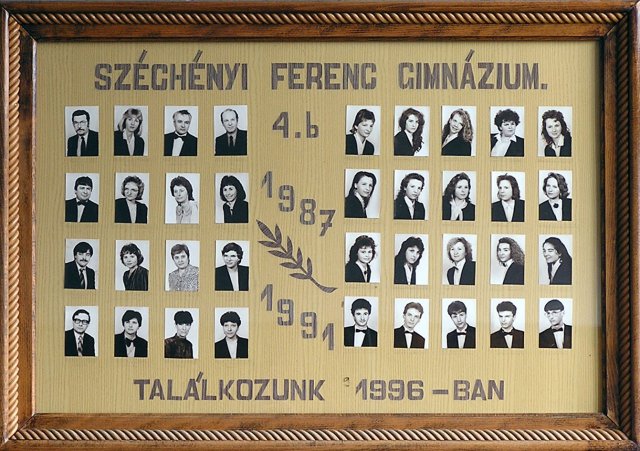 SZÉCHÉNYI FERENC GIMNÁZIUM.
4.b
1987
1991
TALÁLKOZUNK 1996-BAN